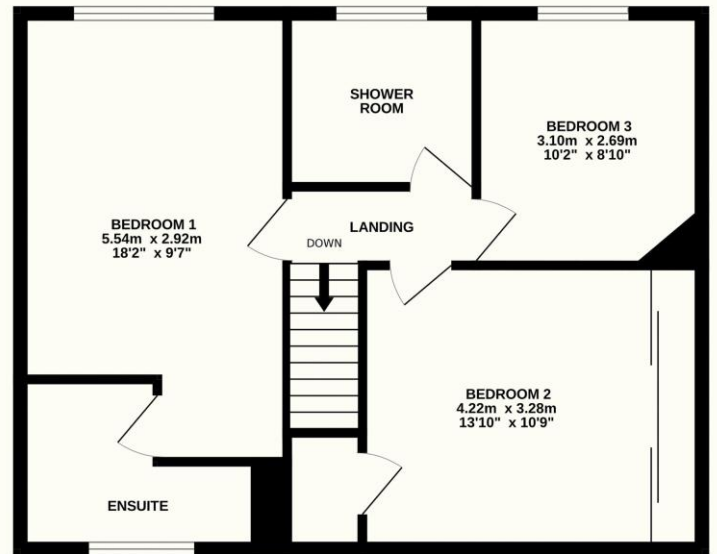 SHOWER
ROOM
BEDROOM 3
3.10m x 2.69m
10'2" x 8'10"
BEDROOM 1
5.54m x 2.92m
18'2" x 9'7"
LANDING
DOWN
BEDROOM 2
4.22m x 3.28m
13'10" x 10'9"
ENSUITE